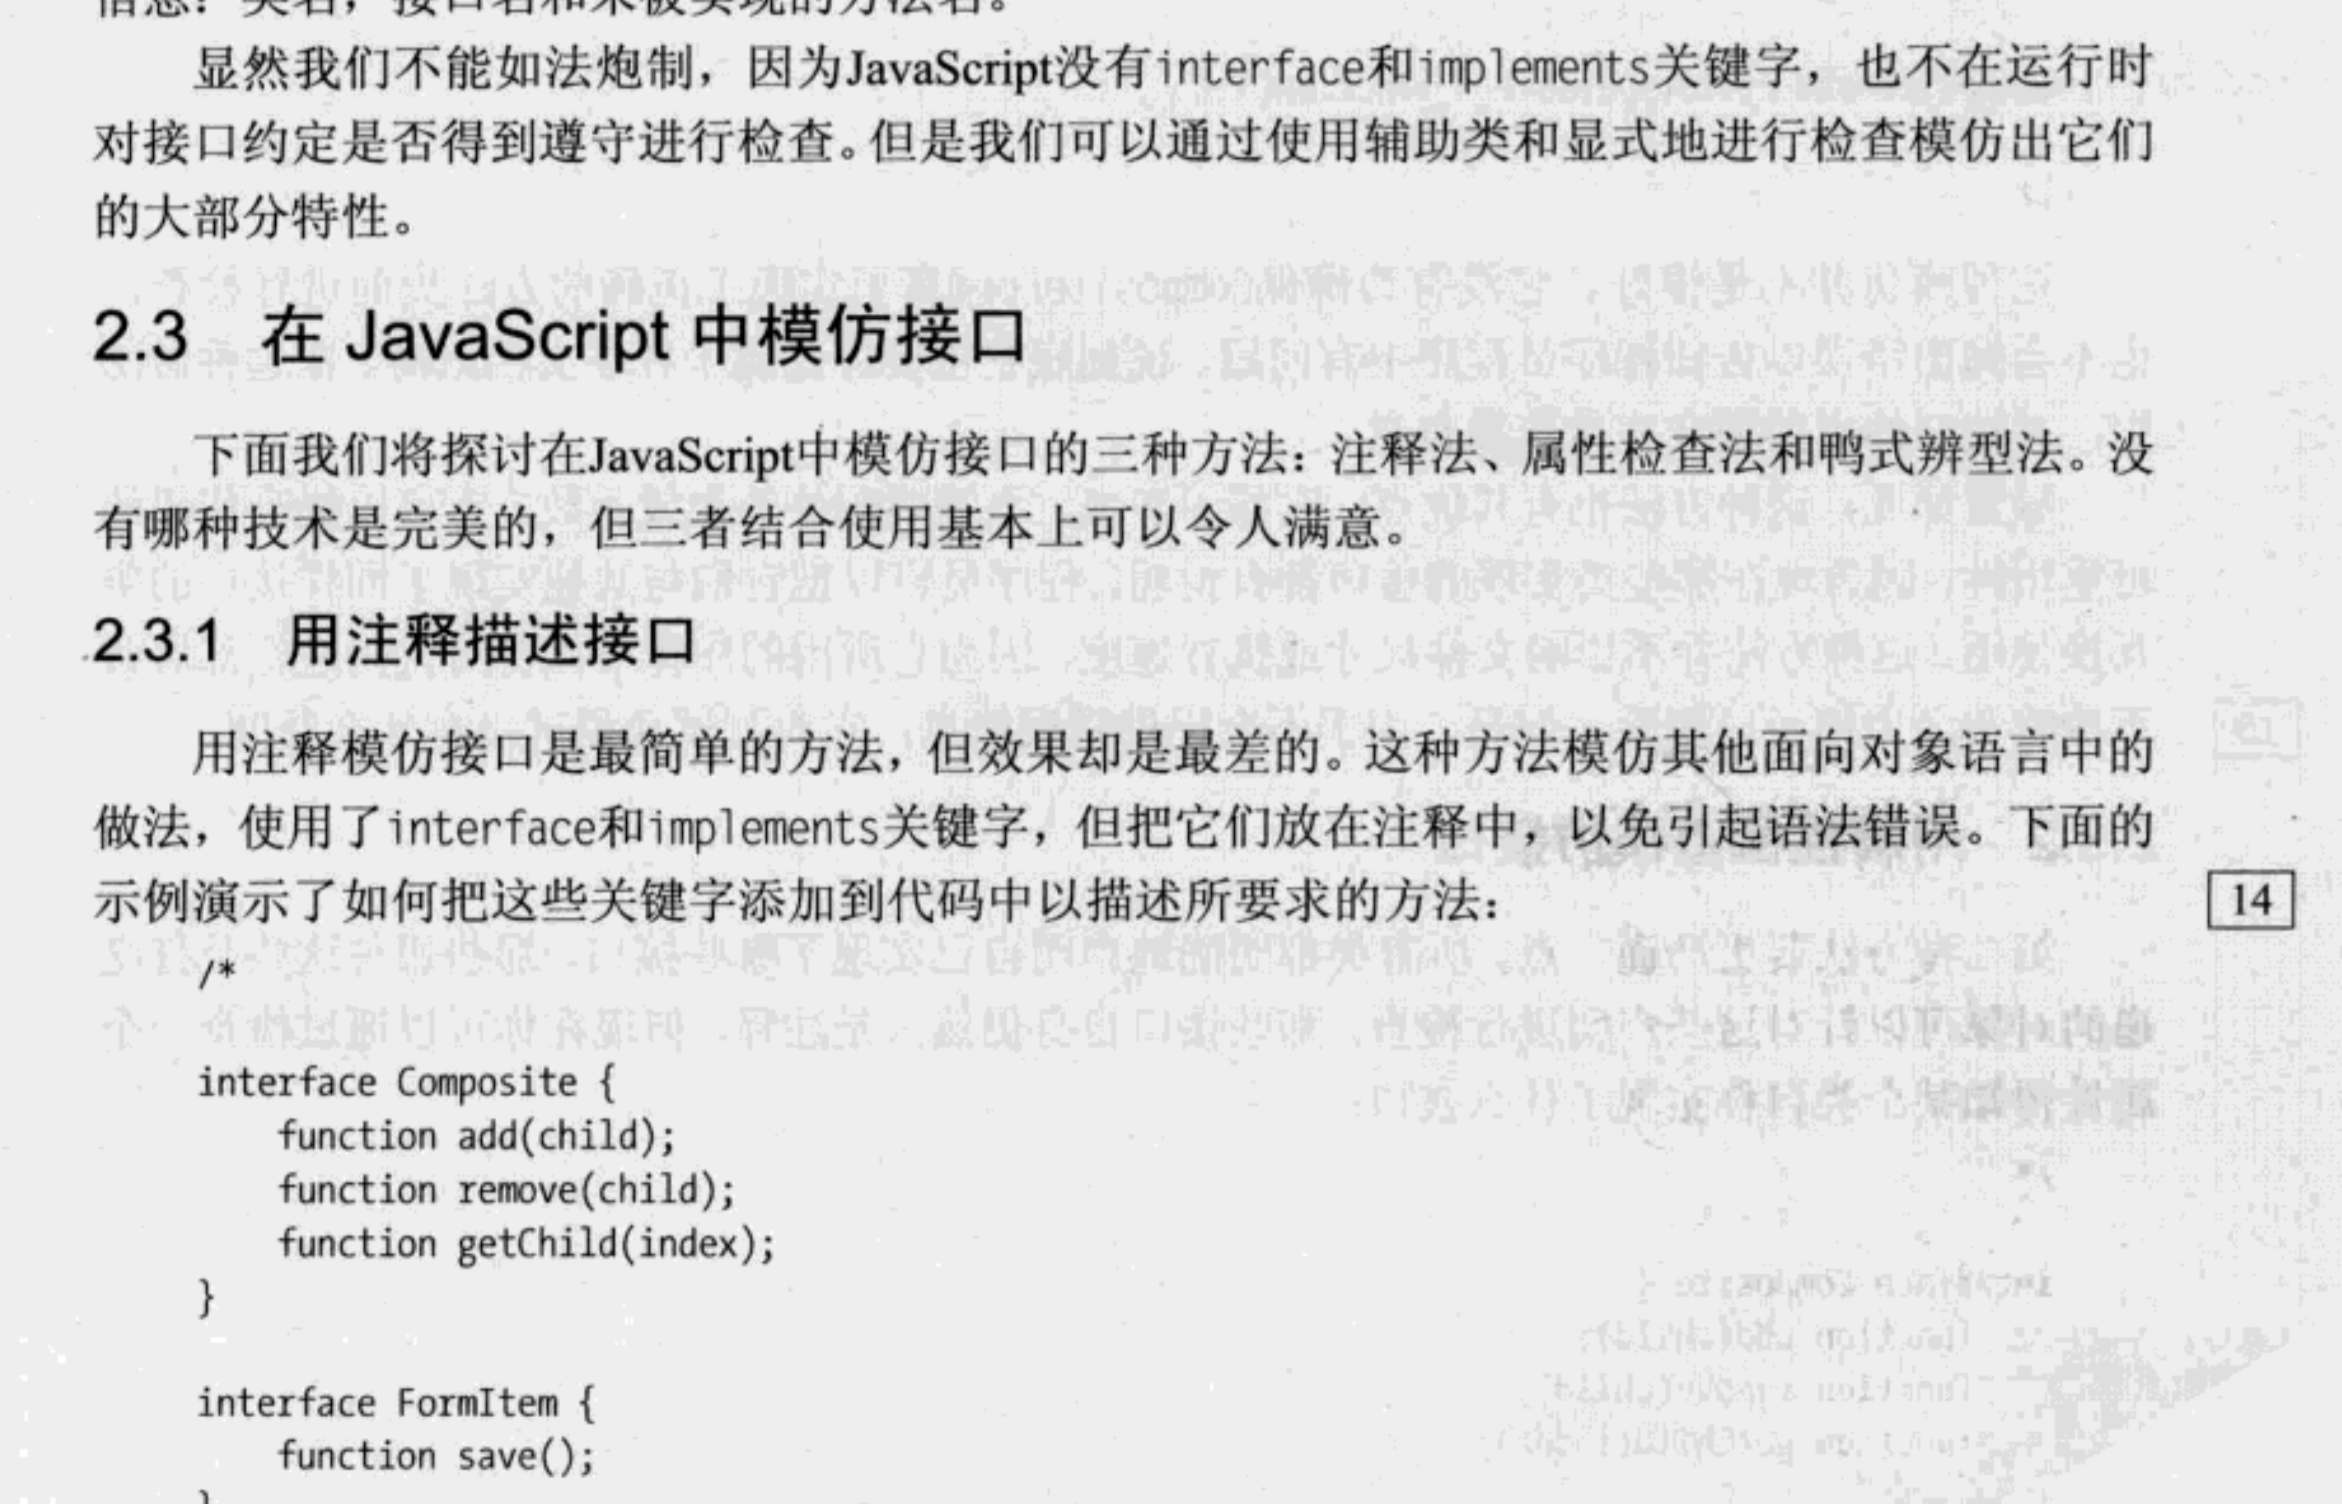 信息：类名，接口名和未被实现的方法名。
显然我们不能如法炮制，因为JavaScript没有interface和implements关键字，也不在运行时
对接口约定是否得到遵守进行检查。但是我们可以通过使用辅助类和显式地进行检查模仿出它们
的大部分特性。
2.3 在 JavaScript 中模仿接口
下面我们将探讨在JavaScript中模仿接口的三种方法：注释法、属性检查法和鸭式辨型法。没
有哪种技术是完美的，但三者结合使用基本上可以令人满意。
2.3.1 用注释描述接口
用注释模仿接口是最简单的方法，但效果却是最差的。这种方法模仿其他面向对象语言中的
做法，使用了interface和implements关键字，但把它们放在注释中，以免引起语法错误。下面的
示例演示了如何把这些关键字添加到代码中以描述所要求的方法：
14
/*
interface Composite {
function add(child);
function remove(child);
function getChild(index);
}
interface FormItem {
function save();
}